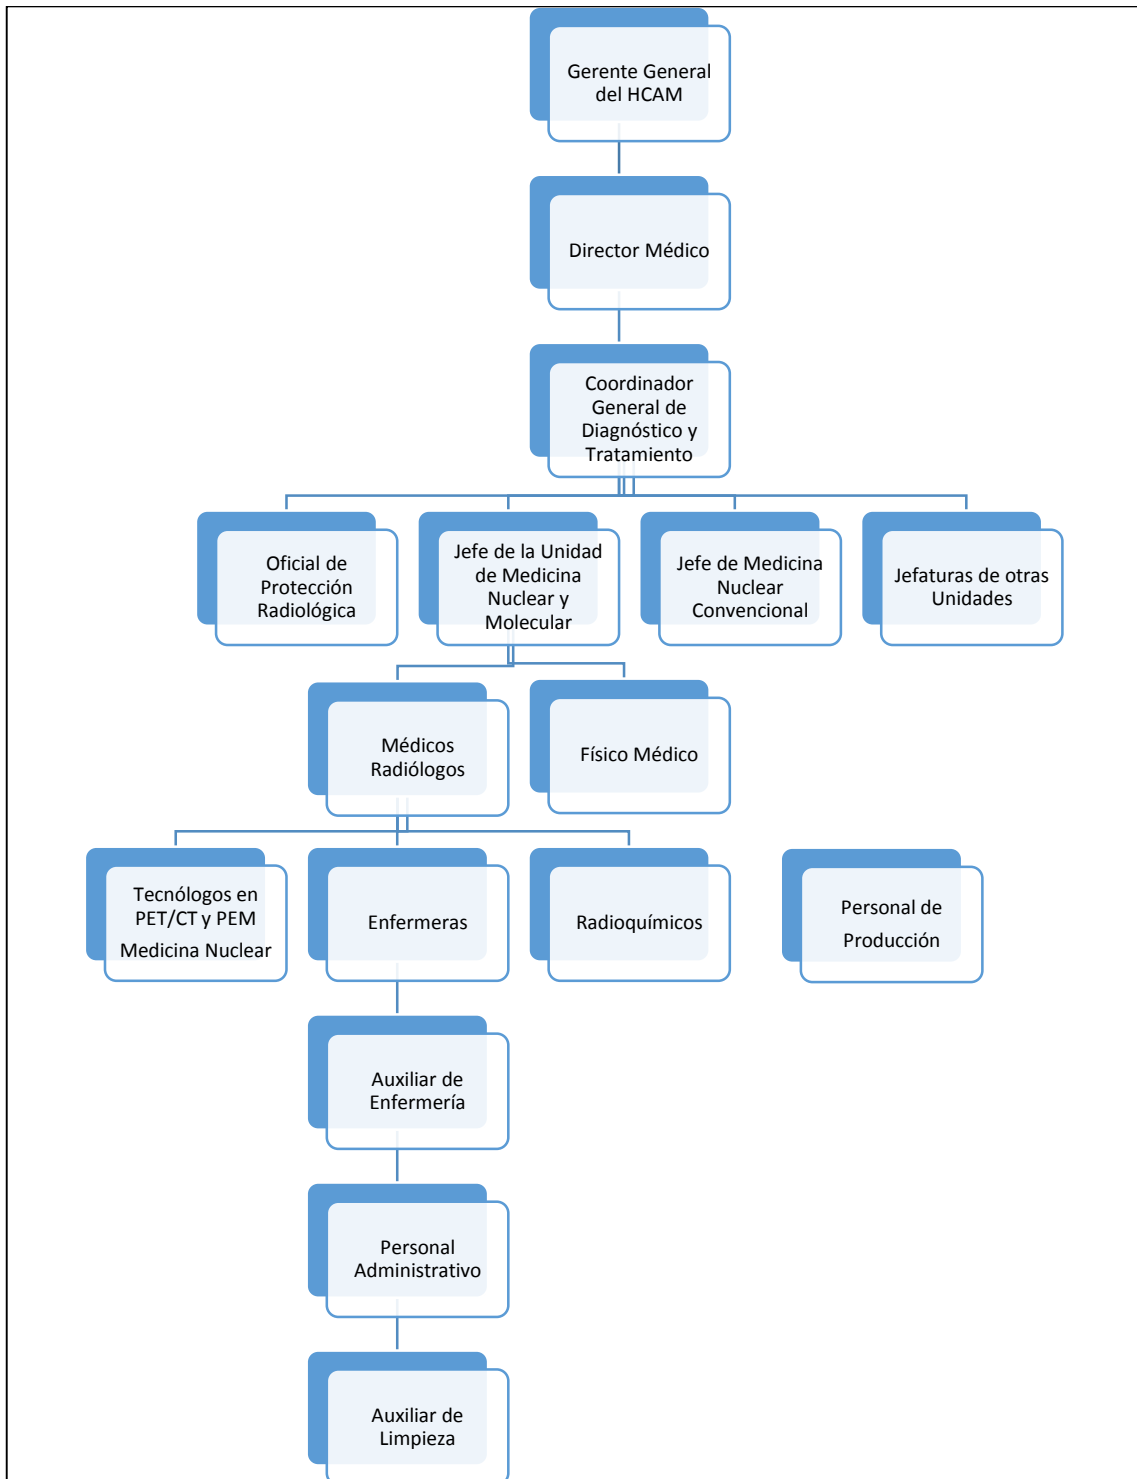 Gerente General
del HCAM
Director Médico
Coordinador
General de
Diagnóstico y
Tratamiento
Oficial de
Protección
Radiológica
Jefe de la Unidad
de Medicina
Nuclear y
Molecular
Jefe de Medicina
Nuclear
Convencional
Jefaturas de otras
Unidades
Médicos
Radiólogos
Físico Médico
Tecnólogos en
PET/CT y PEM
Medicina Nuclear
Enfermeras
Radioquímicos
Personal de
Producción
Auxiliar de
Enfermería
Personal
Administrativo
Auxiliar de
Limpieza